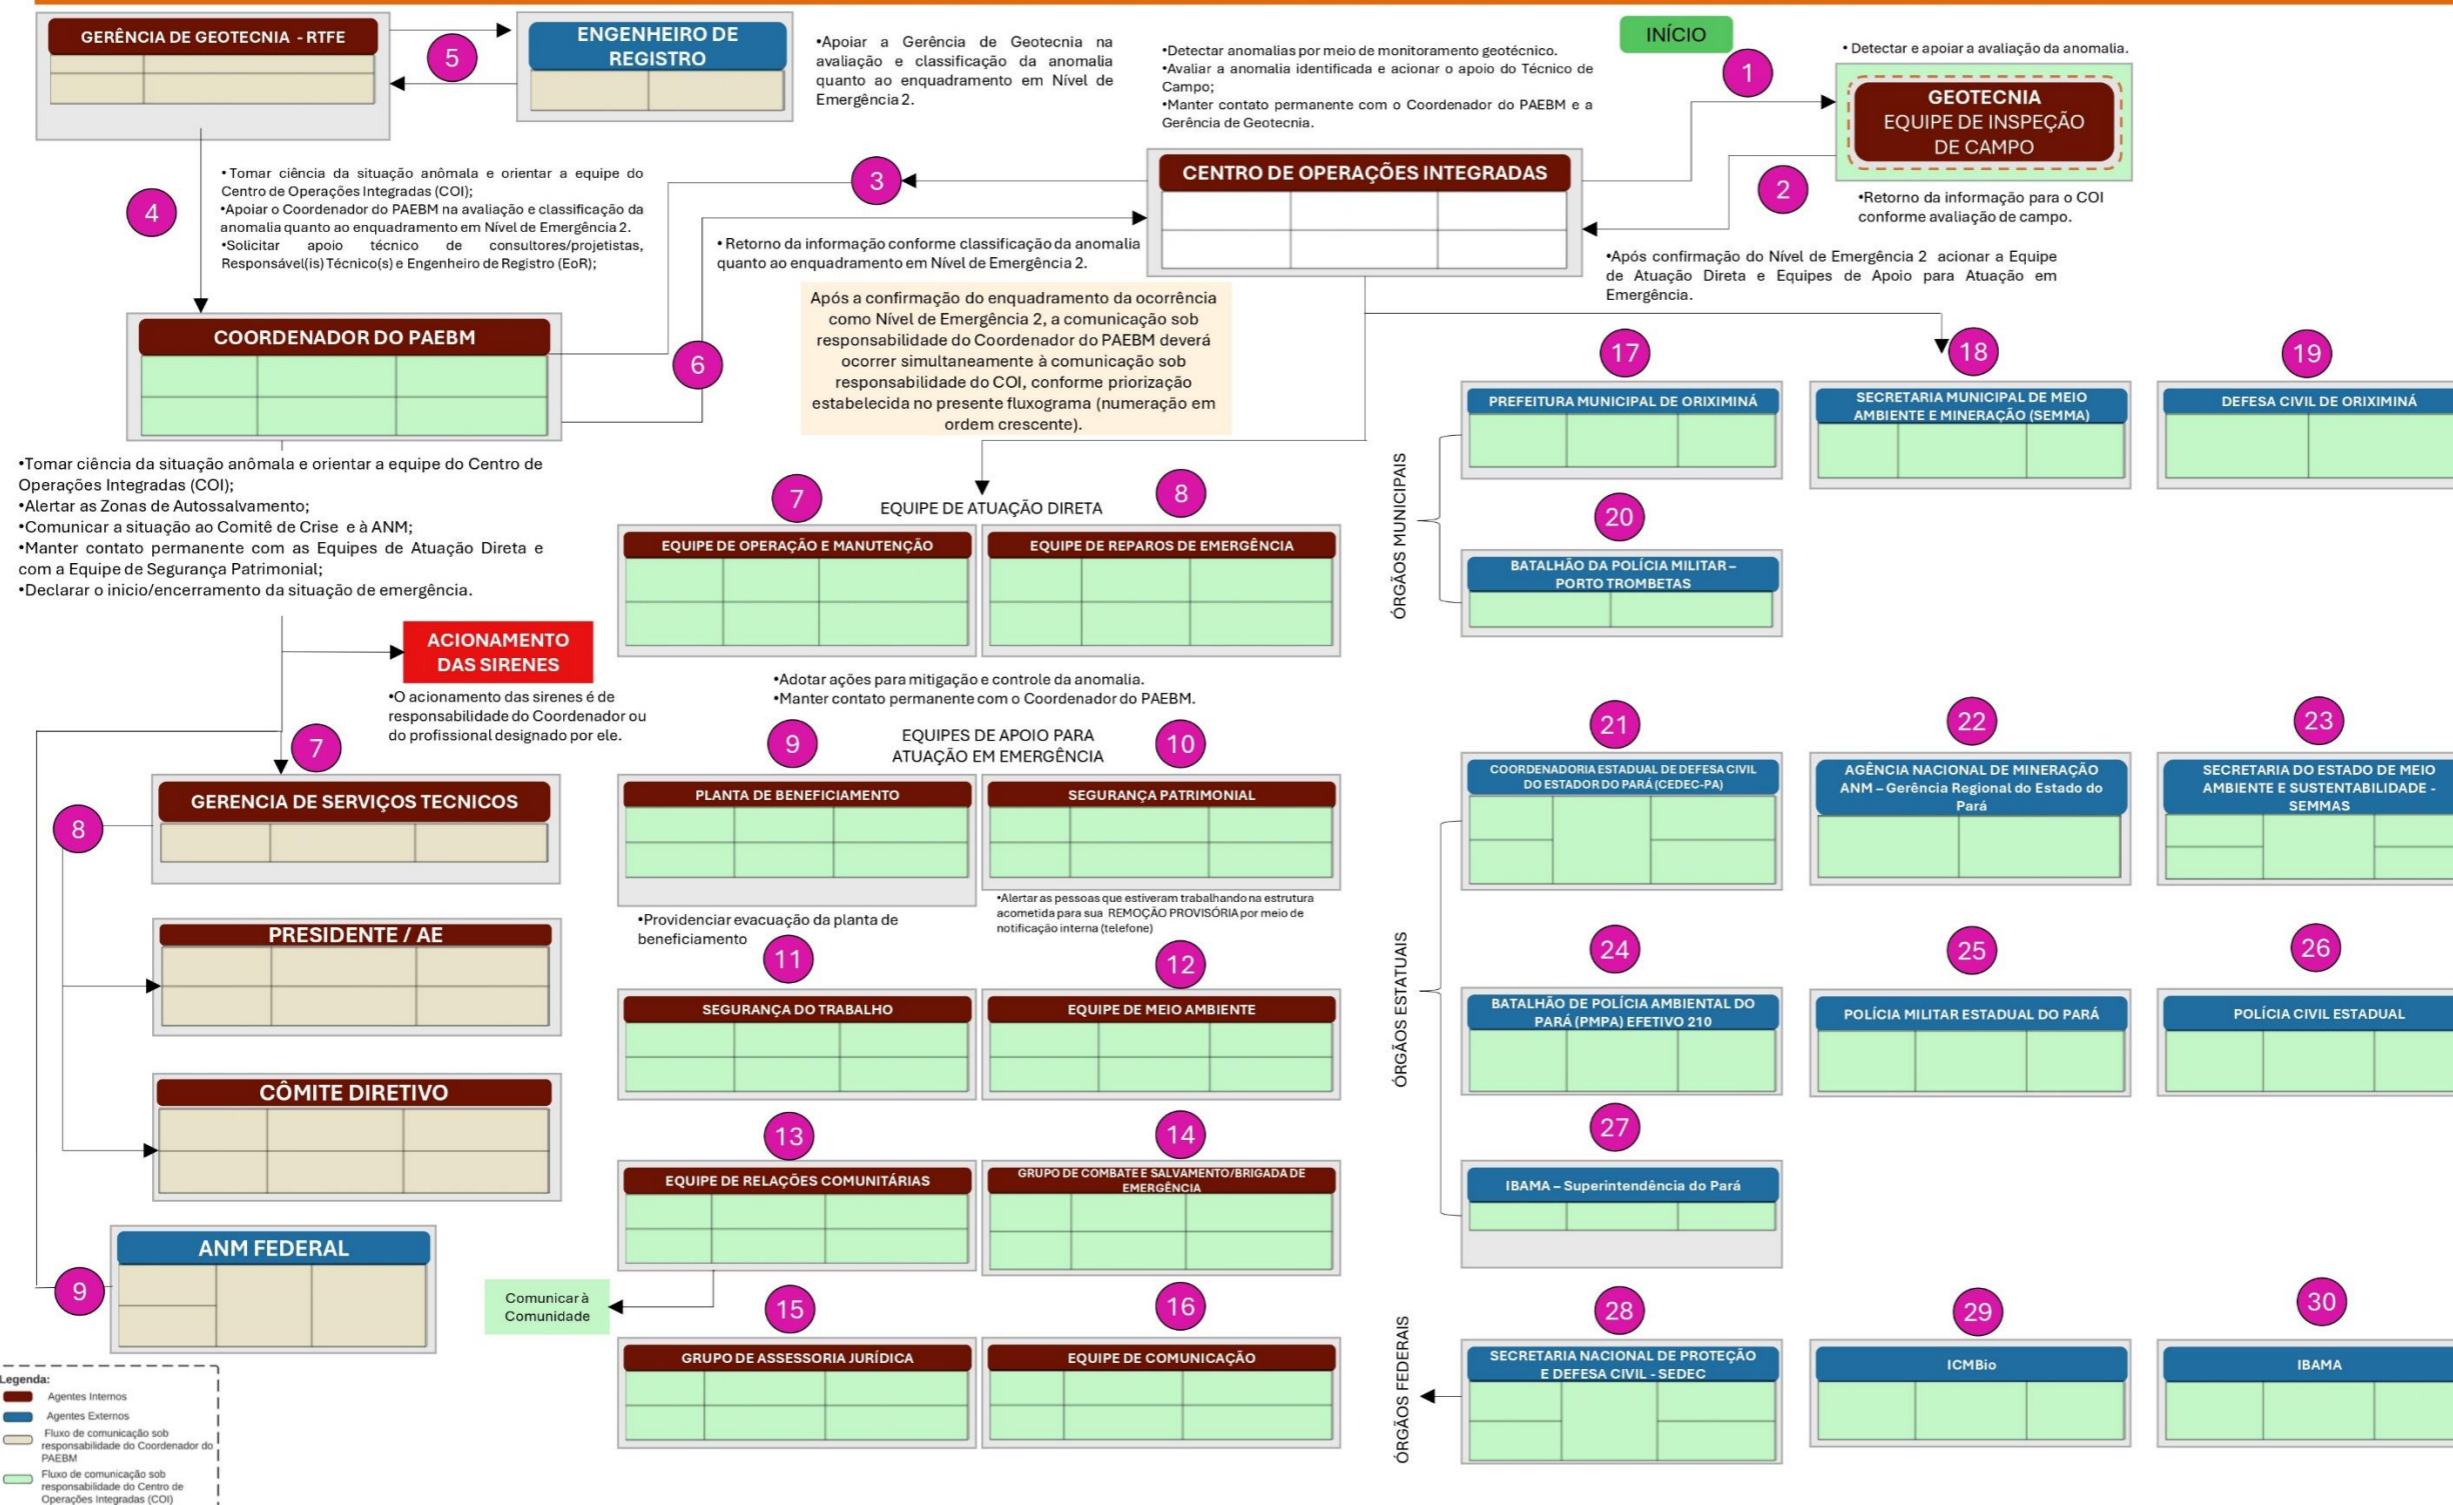 GERÊNCIA DE GEOTECNIA - RTFE
5
ENGENHEIRO DE
REGISTRO
•Apoiar a Gerência de Geotecnia na
avaliação e classificação da anomalia
quanto ao enquadramento em Nível de
Emergência 2.
•Detectar anomalias por meio de monitoramento geotécnico.
•Avaliar a anomalia identificada e acionar o apoio do Técnico de
Campo;
•Manter contato permanente com o Coordenador do PAEBM e a
Gerência de Geotecnia.
INÍCIO
1
• Detectar e apoiar a avaliação da anomalia.
GEOTECNIA
EQUIPE DE INSPEÇÃO
DE CAMPO
2
•Retorno da informação para o COI
conforme avaliação de campo.
CENTRO DE OPERAÇÕES INTEGRADAS
3
4
• Tomar ciência da situação anômala e orientar a equipe do
Centro de Operações Integradas (COI);
•Apoiar o Coordenador do PAEBM na avaliação e classificação da
anomalia quanto ao enquadramento em Nível de Emergência 2.
•Solicitar apoio técnico de consultores/projetistas,
Responsável(is) Técnico(s) e Engenheiro de Registro (EoR);
• Retorno da informação conforme classificação da anomalia
quanto ao enquadramento em Nível de Emergência 2.
•Após confirmação do Nível de Emergência 2 acionar a Equipe
de Atuação Direta e Equipes de Apoio para Atuação em
Emergência.
COORDENADOR DO PAEBM
6
Após a confirmação do enquadramento da ocorrência
como Nível de Emergência 2, a comunicação sob
responsabilidade do Coordenador do PAEBM deverá
ocorrer simultaneamente à comunicação sob
responsabilidade do COI, conforme priorização
estabelecida no presente fluxograma (numeração em
ordem crescente).
•Tomar ciência da situação anômala e orientar a equipe do Centro de
Operações Integradas (COI);
•Alertar as Zonas de Autossalvamento;
•Comunicar a situação ao Comitê de Crise e à ANM;
•Manter contato permanente com as Equipes de Atuação Direta e
com a Equipe de Segurança Patrimonial;
•Declarar o inicio/encerramento da situação de emergência.
ACIONAMENTO
DAS SIRENES
•O acionamento das sirenes é de
responsabilidade do Coordenador ou
do profissional designado por ele.
7
GERENCIA DE SERVIÇOS TECNICOS
8
PRESIDENTE / AE
CÔMITE DIRETIVO
ANM FEDERAL
9
Legenda:
Agentes Internos
Agentes Externos
Fluxo de comunicação sob
responsabilidade do Coordenador do
PAEBM
Fluxo de comunicação sob
responsabilidade do Centro de
Operações Integradas (COI)
7
EQUIPE DE ATUAÇÃO DIRETA
8
EQUIPE DE OPERAÇÃO E MANUTENÇÃO
EQUIPE DE REPAROS DE EMERGÊNCIA
•Adotar ações para mitigação e controle da anomalia.
•Manter contato permanente com o Coordenador do PAEBM.
9
EQUIPES DE APOIO PARA
ATUAÇÃO EM EMERGÊNCIA
10
PLANTA DE BENEFICIAMENTO
SEGURANÇA PATRIMONIAL
•Providenciar evacuação da planta de
beneficiamento
•Alertar as pessoas que estiveram trabalhando na estrutura
acometida para sua REMOÇÃO PROVISÓRIA por meio de
notificação interna (telefone)
11
12
SEGURANÇA DO TRABALHO
EQUIPE DE MEIO AMBIENTE
13
14
EQUIPE DE RELAÇÕES COMUNITÁRIAS
GRUPO DE COMBATE E SALVAMENTO/BRIGADA DE
EMERGÊNCIA
Comunicar à
Comunidade
15
16
GRUPO DE ASSESSORIA JURÍDICA
EQUIPE DE COMUNICAÇÃO
ÓRGÃOS MUNICIPAIS
17
18
19
PREFEITURA MUNICIPAL DE ORIXIMINÁ
SECRETARIA MUNICIPAL DE MEIO
AMBIENTE E MINERAÇÃO (SEMMA)
DEFESA CIVIL DE ORIXIMINÁ
20
BATALHÃO DA POLÍCIA MILITAR –
PORTO TROMBETAS
ÓRGÃOS ESTATUAIS
21
22
23
COORDENADORIA ESTADUAL DE DEFESA CIVIL
DO ESTADOR DO PARÁ (CEDEC-PA)
AGÊNCIA NACIONAL DE MINERAÇÃO
ANM – Gerência Regional do Estado do
Pará
SECRETARIA DO ESTADO DE MEIO
AMBIENTE E SUSTENTABILIDADE -
SEMMAS
24
25
26
BATALHÃO DE POLÍCIA AMBIENTAL DO
PARÁ (PMPA) EFETIVO 210
POLÍCIA MILITAR ESTADUAL DO PARÁ
POLÍCIA CIVIL ESTADUAL
27
IBAMA – Superintendência do Pará
ÓRGÃOS FEDERAIS
28
29
30
SECRETARIA NACIONAL DE PROTEÇÃO
E DEFESA CIVIL - SEDEC
ICMBio
IBAMA